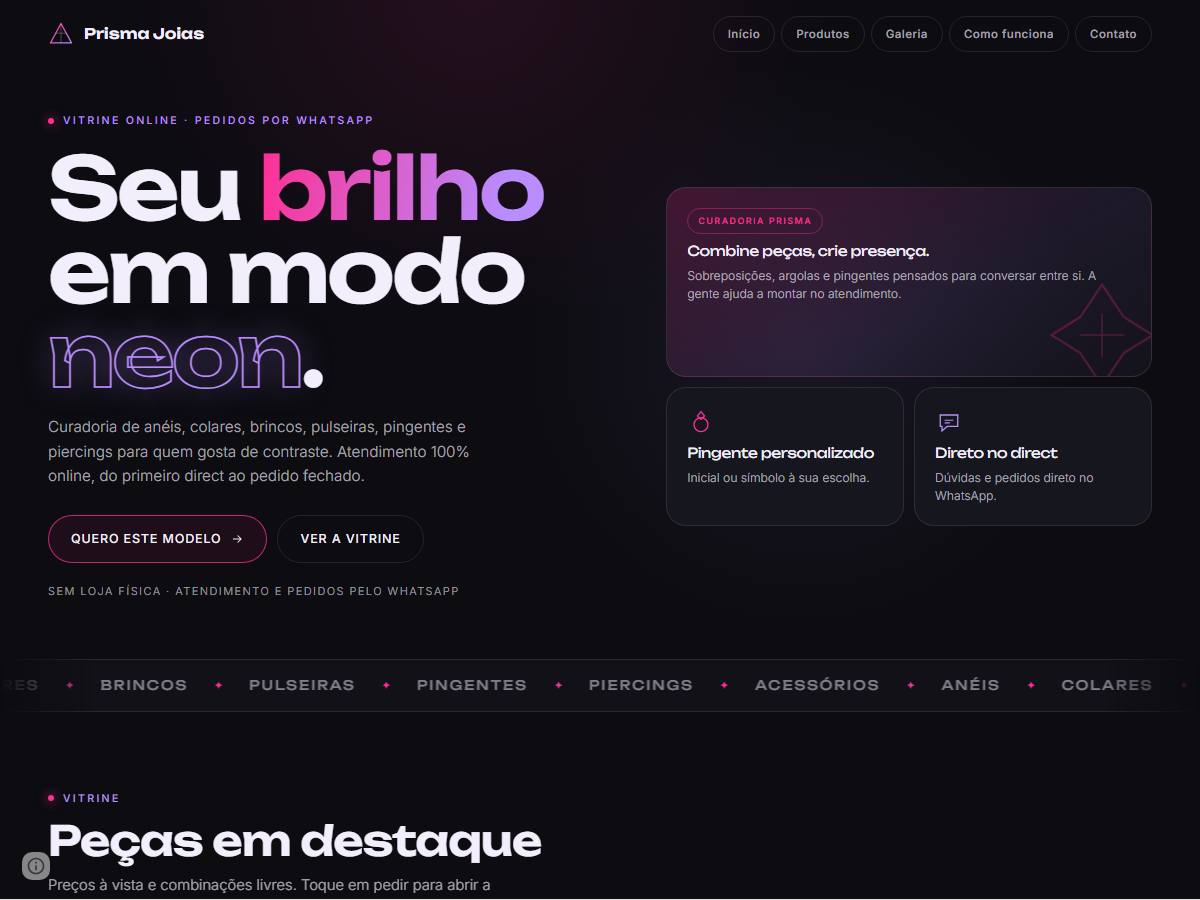 Prisma Joias
Início
Produtos
Galeria
Como funciona
Contato
VITRINE ONLINE · PEDIDOS POR WHATSAPP
Seu brilho
em modo
neon.
Curadoria de anéis, colares, brincos, pulseiras, pingentes e
piercings para quem gosta de contraste. Atendimento 100%
online, do primeiro direct ao pedido fechado.
QUERO ESTE MODELO →
VER A VITRINE
SEM LOJA FÍSICA · ATENDIMENTO E PEDIDOS PELO WHATSAPP
CURADORIA PRISMA
Combine peças, crie presença.
Sobreposições, argolas e pingentes pensados para conversar entre si. A
gente ajuda a montar no atendimento.
Pingente personalizado
Inicial ou símbolo à sua escolha.
Direto no direct
Dúvidas e pedidos direto no
WhatsApp.
RES ✦ BRINCOS ✦ PULSEIRAS ✦ PINGENTES ✦ PIERCINGS ✦ ACESSÓRIOS ✦ ANÉIS ✦ COLARES ✦
VITRINE
Peças em destaque
Preços à vista e combinações livres. Toque em pedir para abrir a